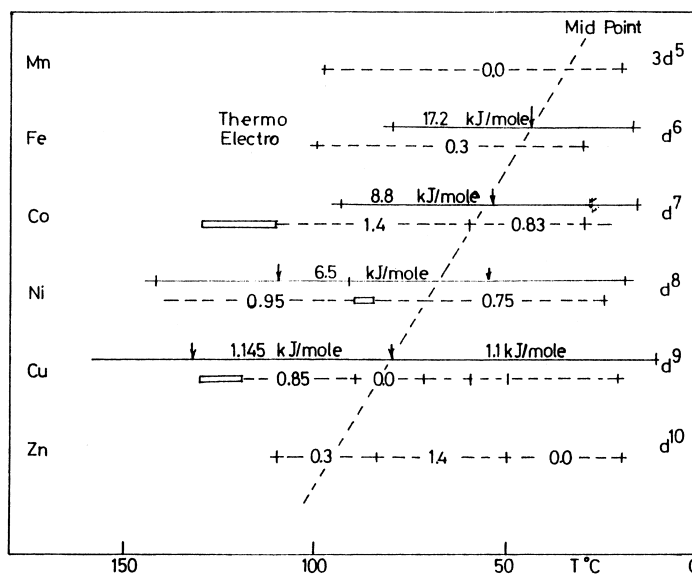 Mid Point
Mn 0.0 3d⁵
Thermo 17.2 kJ/mole
Fe Electro 0.3 d⁶
8.8 kJ/mole d⁷
Co 1.4 0.83
6.5 kJ/mole d⁸
Ni 0.95 0.75
1.145 kJ/mole 1.1 kJ/mole d⁹
Cu 0.85 0.0
Zn 0.3 1.4 0.0 d¹⁰
150 100 50 T°C